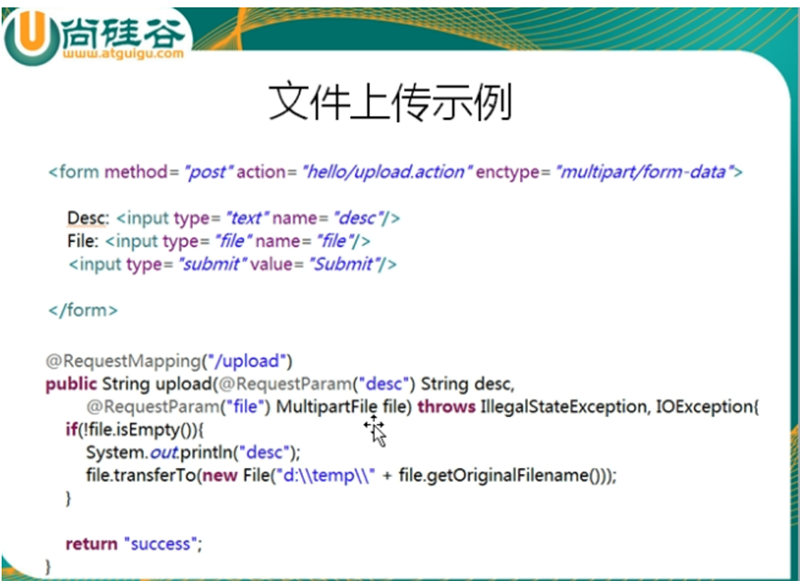 U尚硅谷
www.atguigu.com
文件上传示例
<form method="post" action="hello/upload.action" enctype="multipart/form-data">
Desc: <input type="text" name="desc"/>
File: <input type="file" name="file"/>
<input type="submit" value="Submit"/>
</form>
@RequestMapping("/upload")
public String upload(@RequestParam("desc") String desc,
@RequestParam("file") MultipartFile file) throws IllegalStateException, IOException{
if(!file.isEmpty()){
System.out.println("desc");
file.transferTo(new File("d:\\temp\\" + file.getOriginalFilename()));
}
return "success";
}